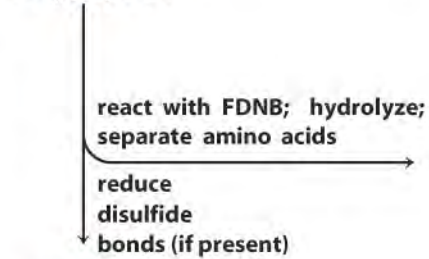 react with FDNB; hydrolyze;
separate amino acids
reduce
disulfide
bonds (if present)